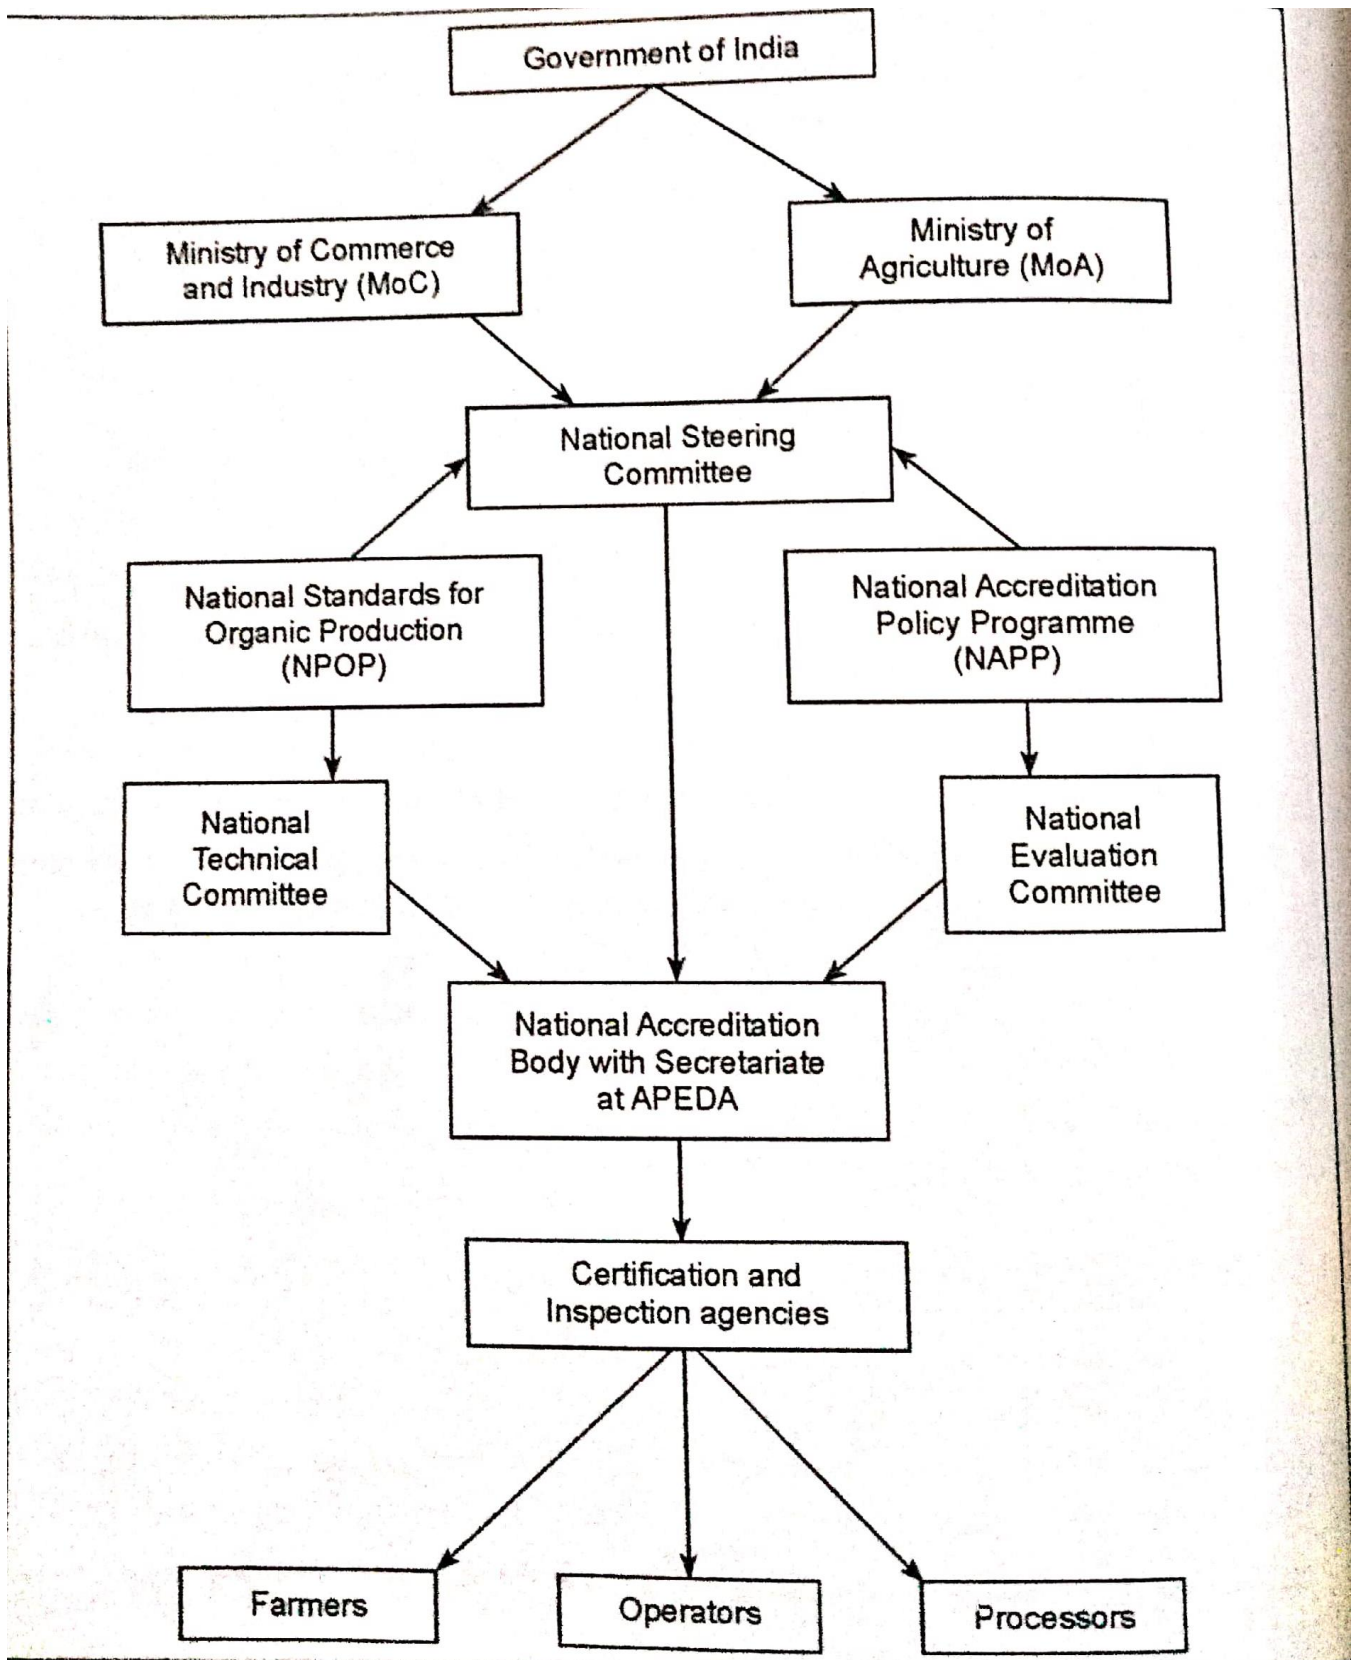 Government of India
Ministry of Commerce
and Industry (MoC)
Ministry of
Agriculture (MoA)
National Steering
Committee
National Standards for
Organic Production
(NPOP)
National Accreditation
Policy Programme
(NAPP)
National
Technical
Committee
National
Evaluation
Committee
National Accreditation
Body with Secretariate
at APEDA
Certification and
Inspection agencies
Farmers
Operators
Processors